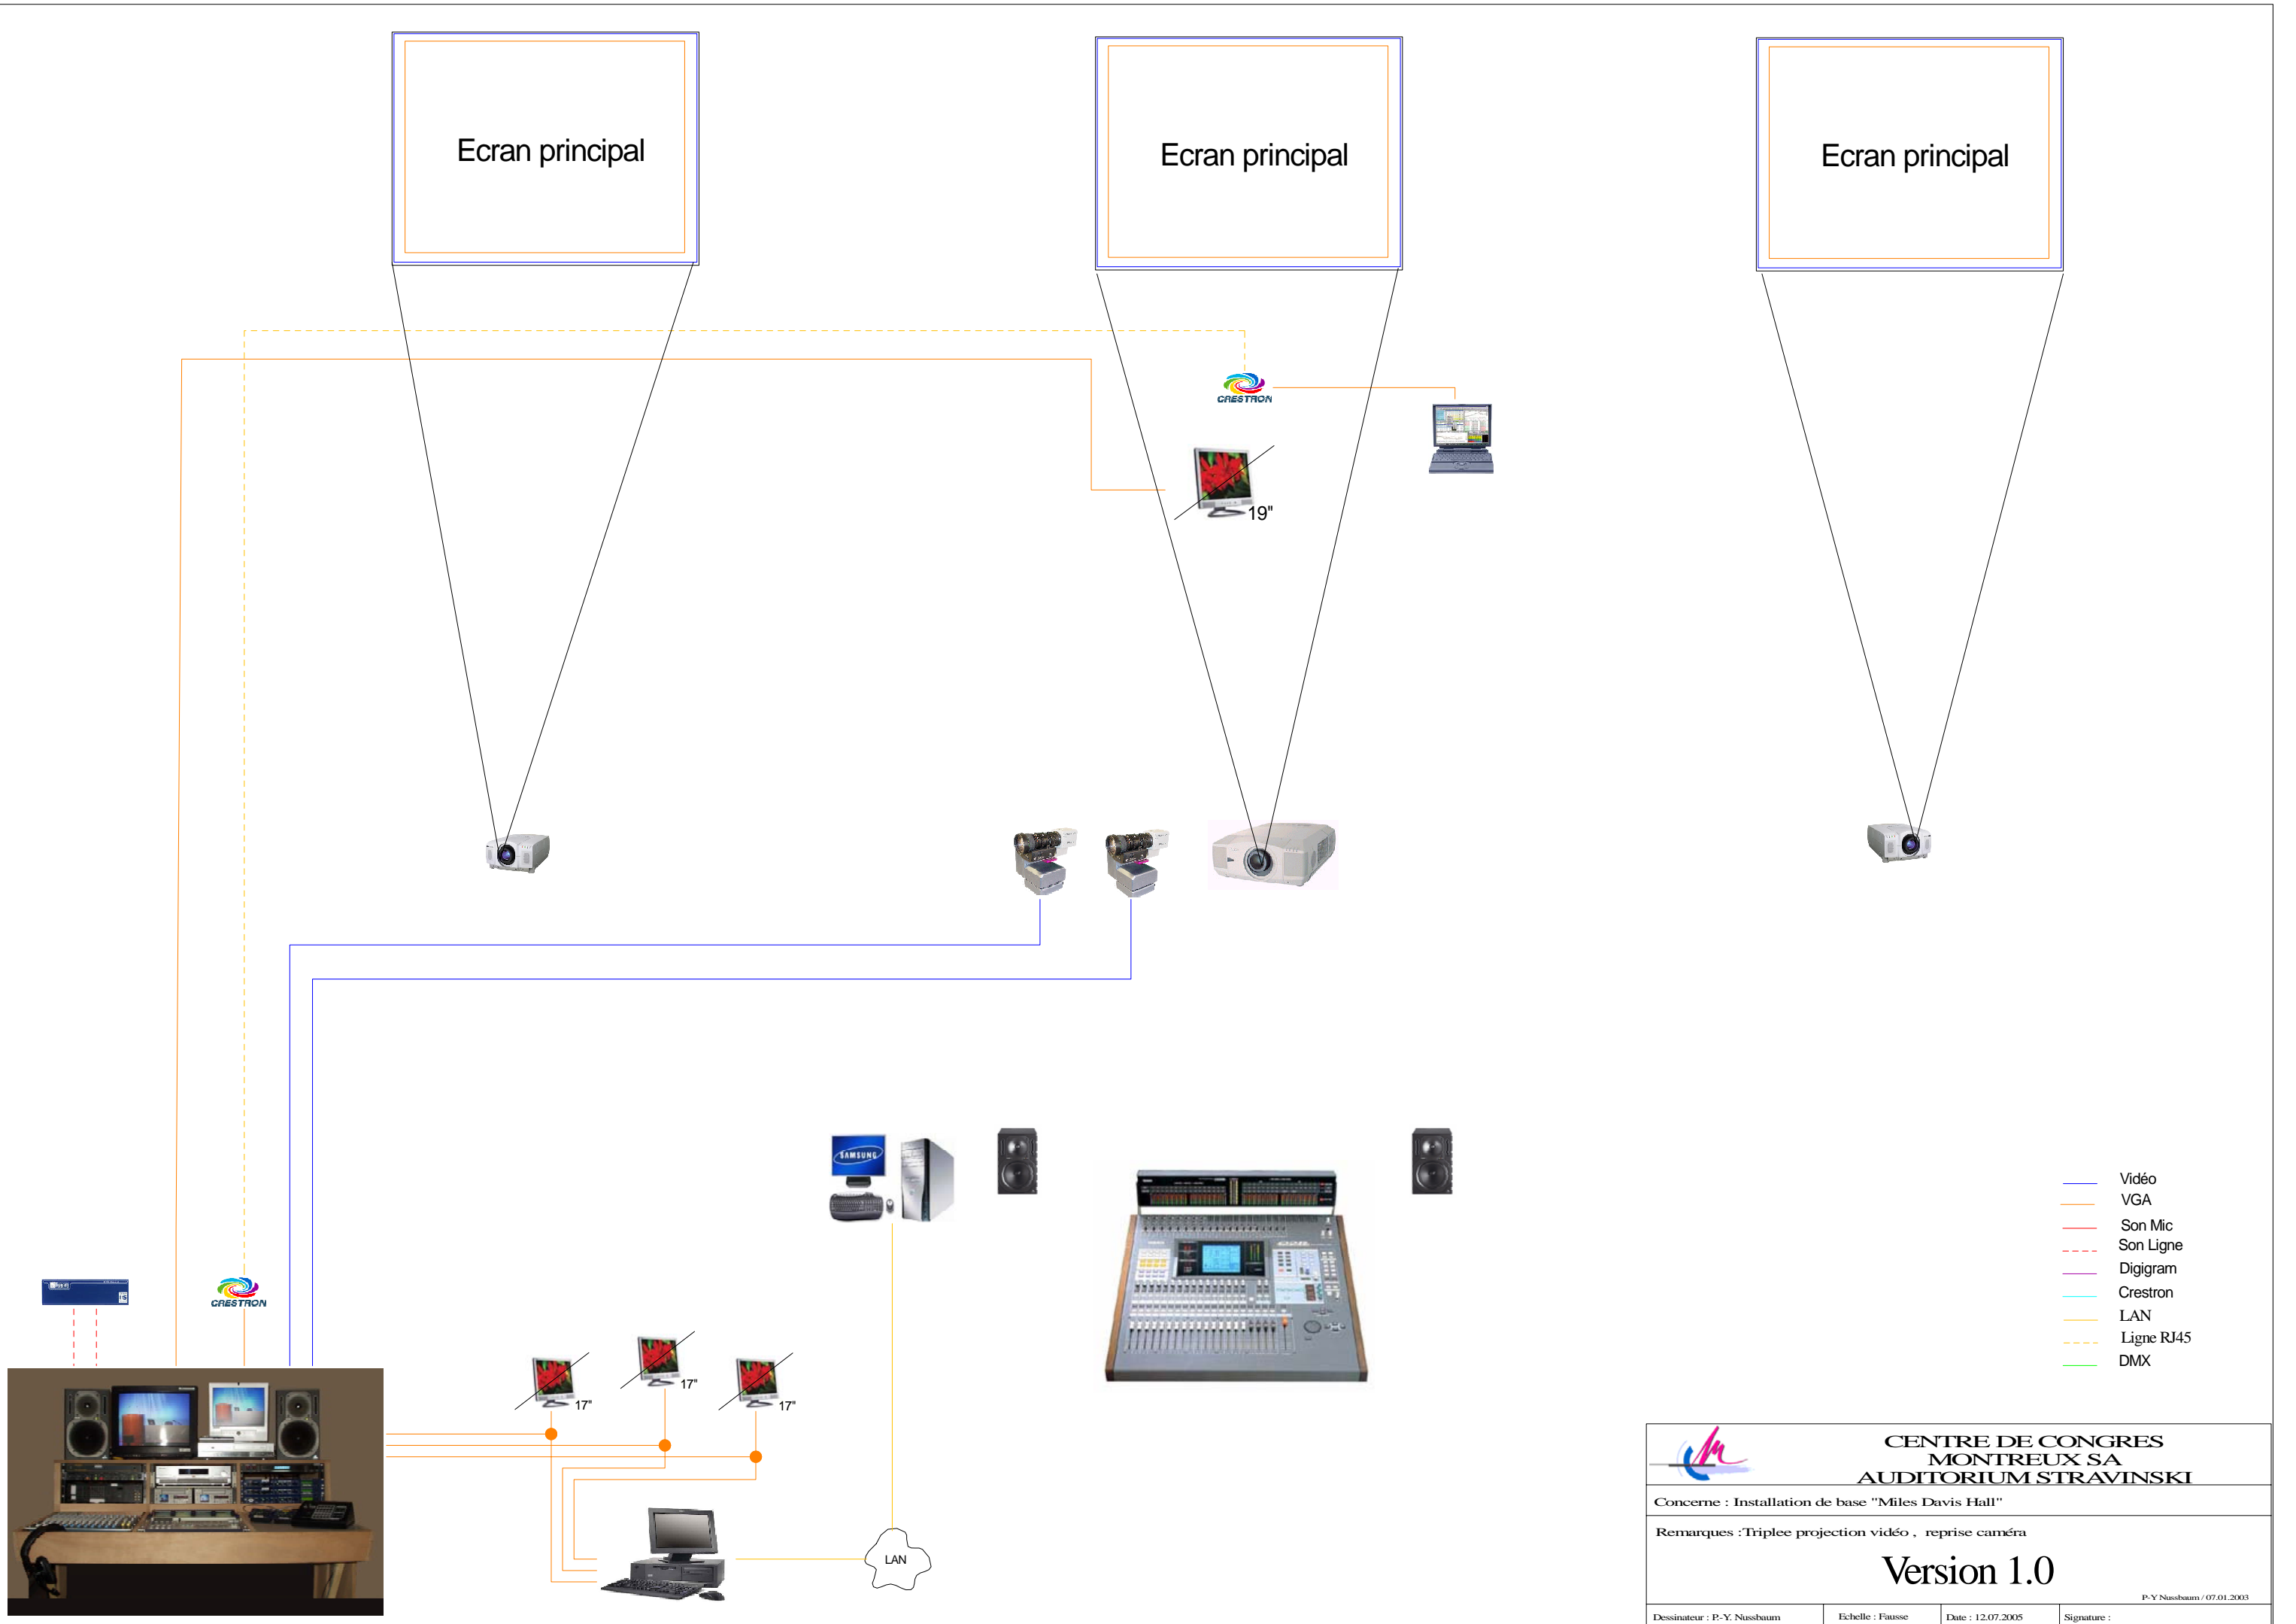 Ecran principal
Ecran principal
Ecran principal
CRESTRON
19"
SAMSUNG
CRESTRON
17"
17"
17"
LAN
Vidéo
VGA
Son Mic
Son Ligne
Digigram
Crestron
LAN
Ligne RJ45
DMX
CENTRE DE CONGRES
MONTREUX SA
AUDITORIUM STRAVINSKI
Concerne : Installation de base "Miles Davis Hall"
Remarques :Triplee projection vidéo , reprise caméra
Version 1.0
P-Y Nussbaum / 07.01.2003
Dessinateur : P.-Y. Nussbaum
Echelle : Fausse
Date : 12.07.2005
Signature :